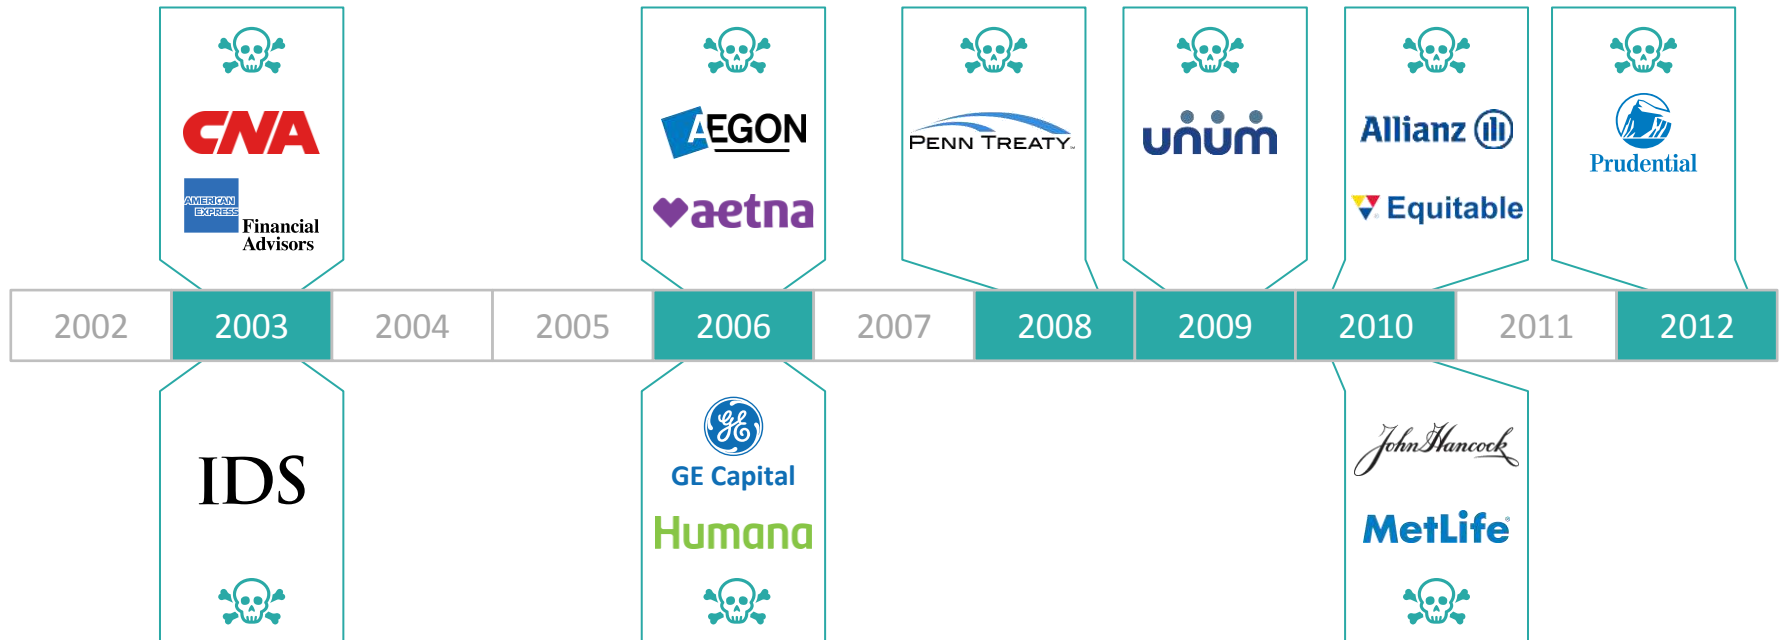 CNA
AMERICAN
EXPRESS
Financial
Advisors
AEGON
aetna
PENN TREATY
unum
Allianz
Equitable
Prudential
2002 2003 2004 2005 2006 2007 2008 2009 2010 2011 2012
IDS
GE
GE Capital
Humana
John Hancock
MetLife